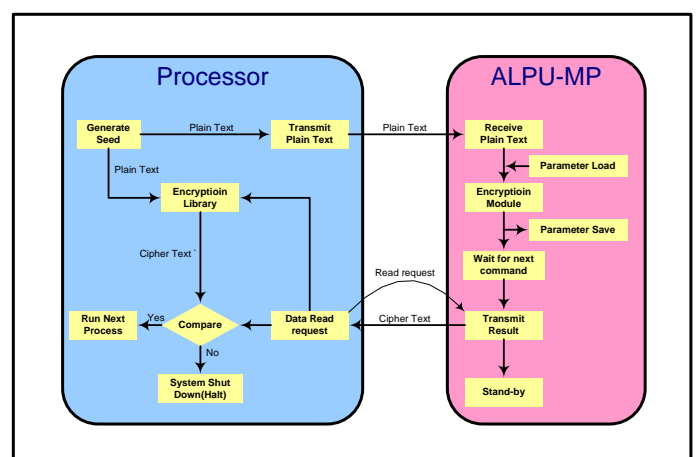 Processor
ALPU-MP
Generate
Seed
Plain Text
Transmit
Plain Text
Plain Text
Receive
Plain Text
Plain Text
Parameter Load
Encryptioin
Library
Encryptioin
Module
Parameter Save
Cipher Text `
Wait for next
command
Read request
Run Next
Process
Yes
Compare
Data Read
request
Cipher Text
Transmit
Result
No
System Shut
Down(Halt)
Stand-by